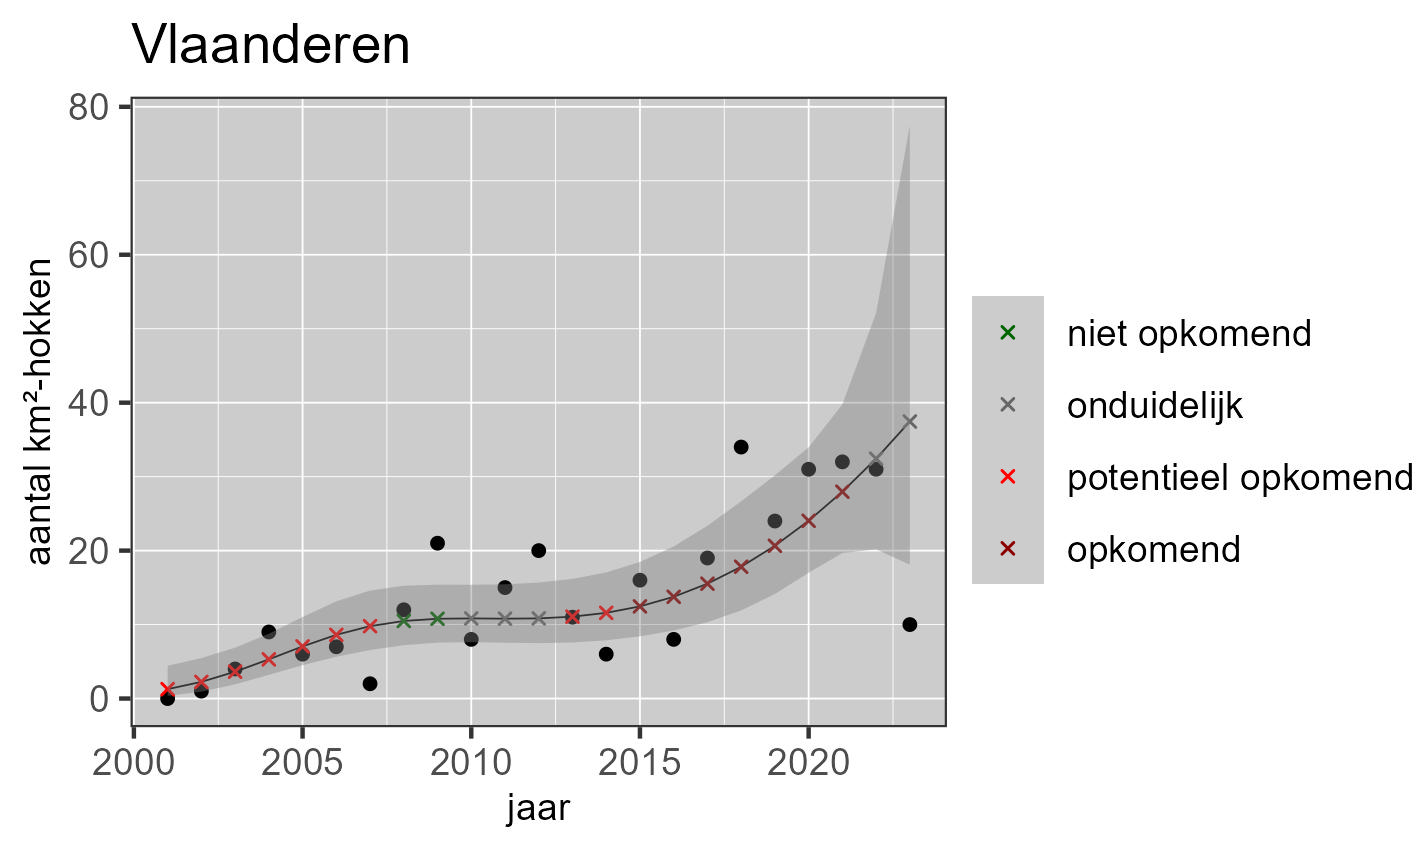 Vlaanderen
80
60
40
20
0
aantal km²-hokken
2000 2005 2010 2015 2020
jaar
niet opkomend
onduidelijk
potentieel opkomend
opkomend